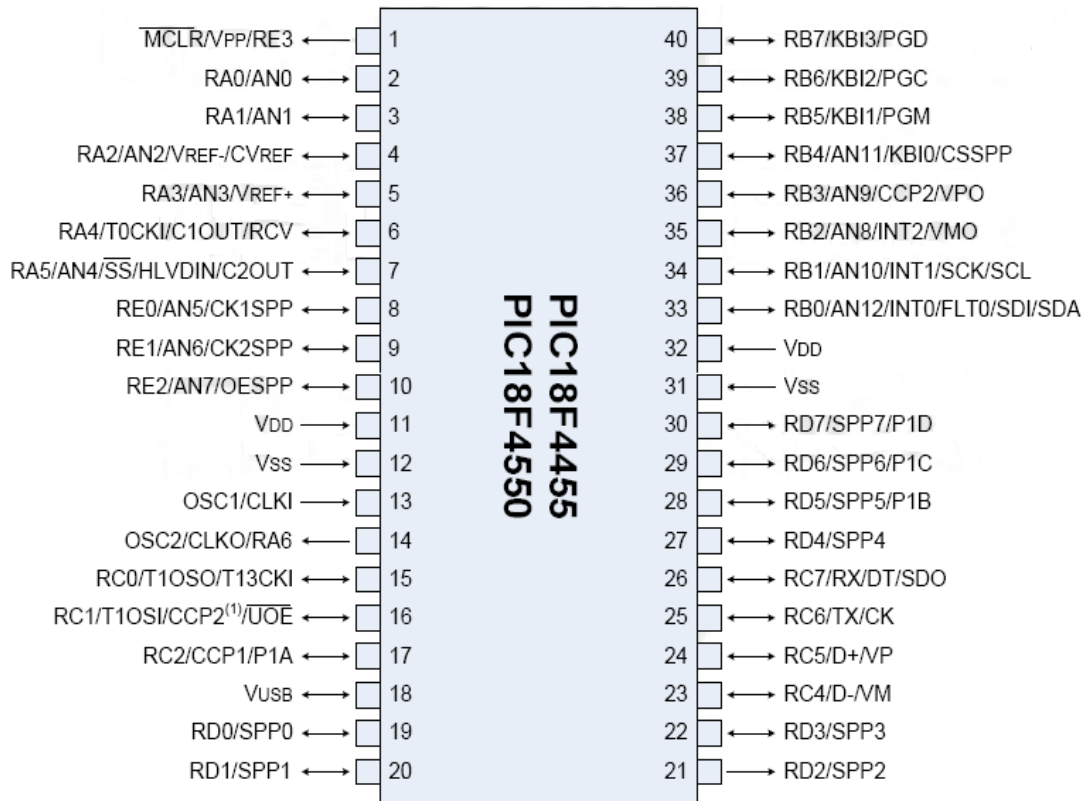 MCLR/VPP/RE3 1 40 RB7/KBI3/PGD
RA0/AN0 2 39 RB6/KBI2/PGC
RA1/AN1 3 38 RB5/KBI1/PGM
RA2/AN2/VREF-/CVREF 4 37 RB4/AN11/KBI0/CSSPP
RA3/AN3/VREF+ 5 36 RB3/AN9/CCP2/VPO
RA4/T0CKI/C1OUT/RCV 6 35 RB2/AN8/INT2/VMO
RA5/AN4/SS/HLVDIN/C2OUT 7 34 RB1/AN10/INT1/SCK/SCL
RE0/AN5/CK1SPP 8 33 RB0/AN12/INT0/FLT0/SDI/SDA
RE1/AN6/CK2SPP 9 32 VDD
RE2/AN7/OESPP 10 31 VSS
VDD 11 30 RD7/SPP7/P1D
VSS 12 29 RD6/SPP6/P1C
OSC1/CLKI 13 28 RD5/SPP5/P1B
OSC2/CLKO/RA6 14 27 RD4/SPP4
RC0/T1OSO/T13CKI 15 26 RC7/RX/DT/SDO
RC1/T1OSI/CCP2(1)/UOE 16 25 RC6/TX/CK
RC2/CCP1/P1A 17 24 RC5/D+/VP
VUSB 18 23 RC4/D-/VM
RD0/SPP0 19 22 RD3/SPP3
RD1/SPP1 20 21 RD2/SPP2
PIC18F4455
PIC18F4550